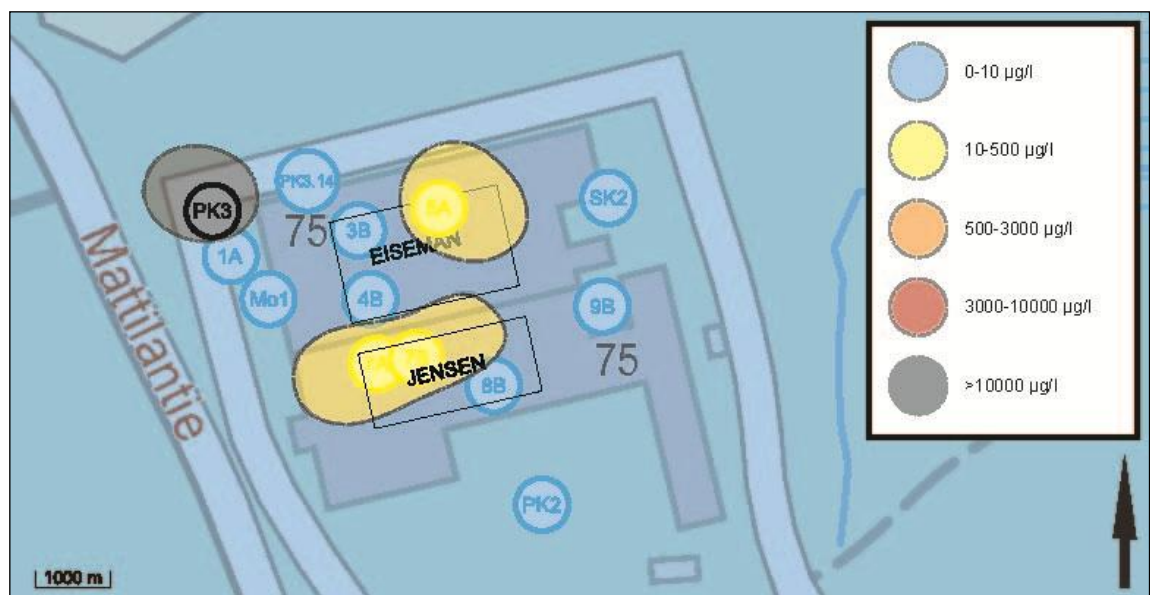 0-10 µg/l
10-500 µg/l
500-3000 µg/l
3000-10000 µg/l
>10000 µg/l
PK3
PK3.14
SK2
75
3B
1A
EISEMAN
Mo1
4B
9B
75
JENSEN
8B
PK2
Mattilantie
1000 m